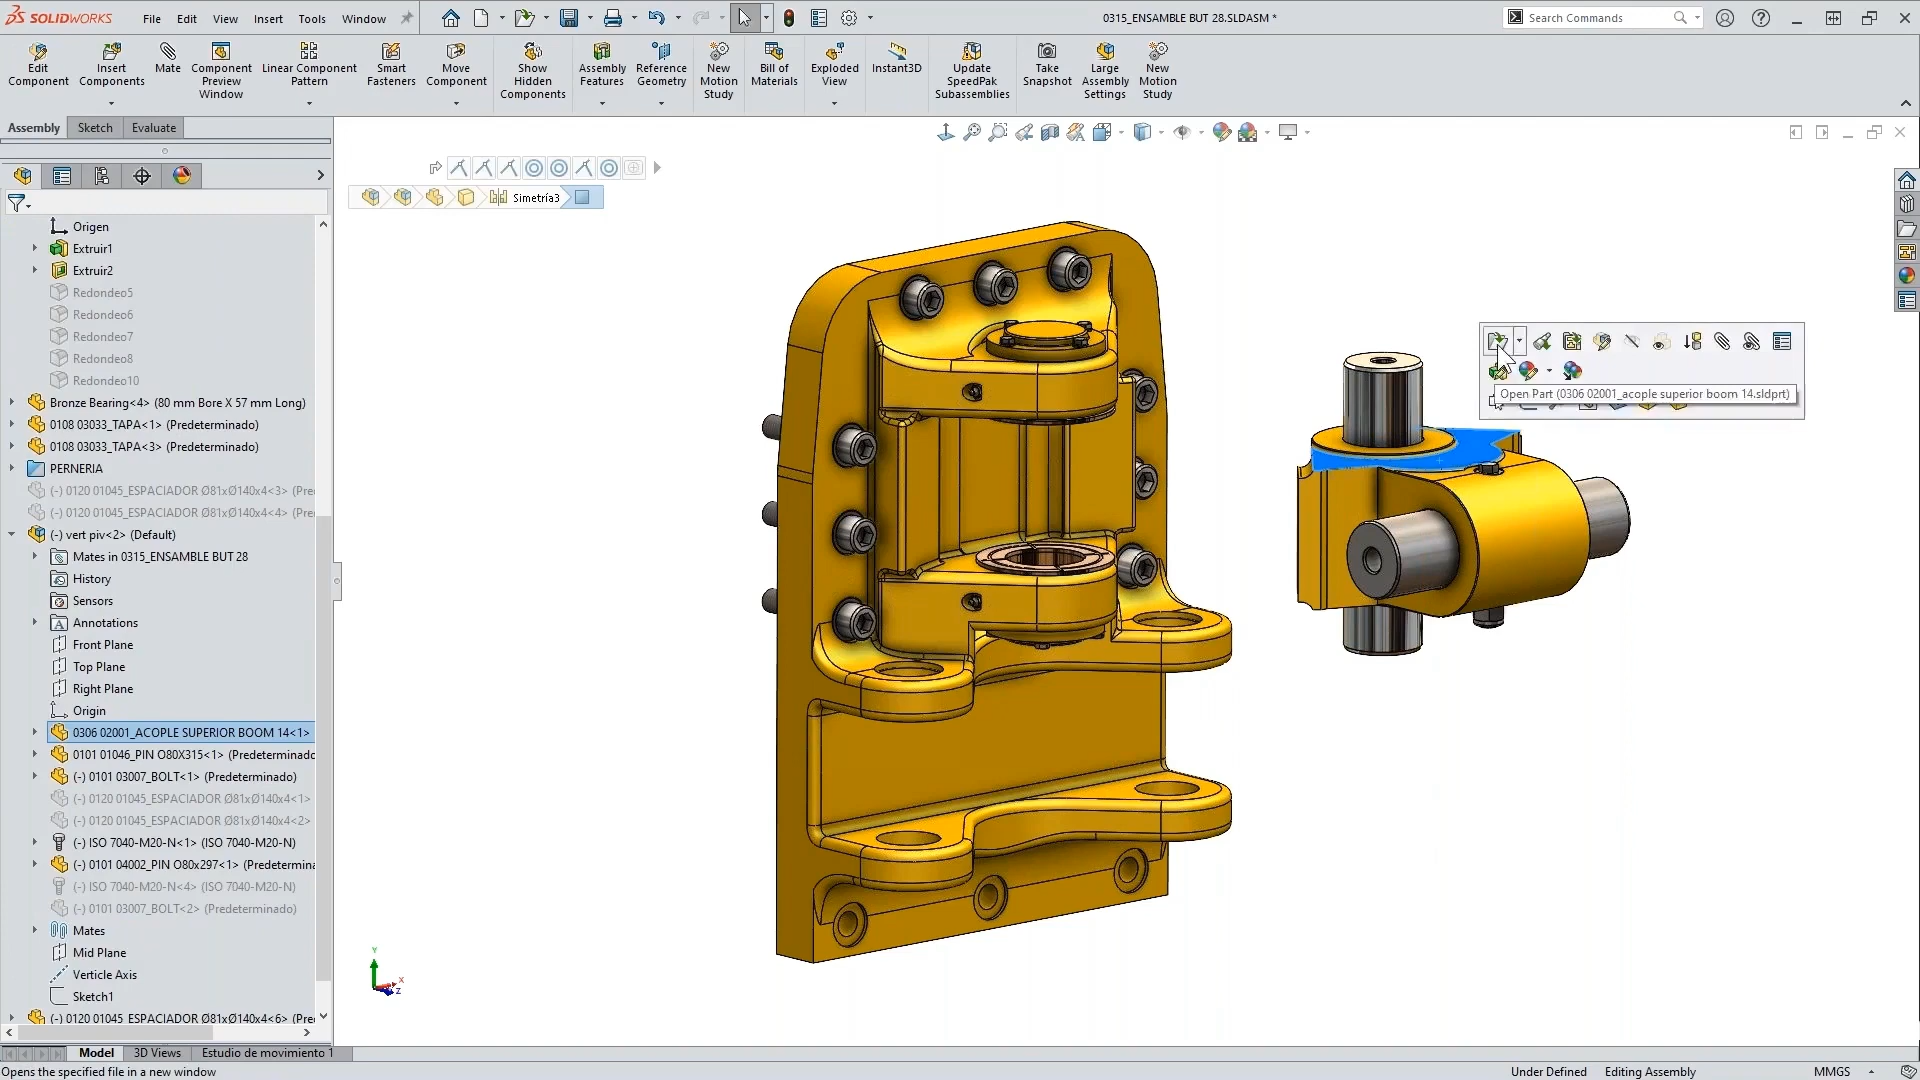 SOLIDWORKS
File Edit View Insert Tools Window
0315_ENSAMBLE BUT 28.SLDASM *
Search Commands
Edit Component
Insert Components
Mate
Component Preview Window
Linear Component Pattern
Smart Fasteners
Move Component
Show Hidden Components
Assembly Features
Reference Geometry
New Motion Study
Bill of Materials
Exploded View
Instant3D
Update SpeedPak Subassemblies
Take Snapshot
Large Assembly Settings
New Motion Study
Assembly Sketch Evaluate
Simetría3
Origen
Extruir1
Extruir2
Redondeo5
Redondeo6
Redondeo7
Redondeo8
Redondeo10
Bronze Bearing<4> (80 mm Bore X 57 mm Long)
0108 03033_TAPA<1> (Predeterminado)
0108 03033_TAPA<3> (Predeterminado)
PERNERIA
(-) 0120 01045_ESPACIADOR Ø81xØ140x4<3> (Pre
(-) 0120 01045_ESPACIADOR Ø81xØ140x4<4> (Pre
(-) vert piv<2> (Default)
Mates in 0315_ENSAMBLE BUT 28
History
Sensors
Annotations
Front Plane
Top Plane
Right Plane
Origin
0306 02001_ACOPLE SUPERIOR BOOM 14<1>
0101 01046_PIN O80X315<1> (Predeterminado
(-) 0101 03007_BOLT<1> (Predeterminado)
(-) 0120 01045_ESPACIADOR Ø81xØ140x4<1>
(-) 0120 01045_ESPACIADOR Ø81xØ140x4<2>
(-) ISO 7040-M20-N<1> (ISO 7040-M20-N)
(-) 0101 04002_PIN O80x297<1> (Predetermina
(-) ISO 7040-M20-N<4> (ISO 7040-M20-N)
(-) 0101 03007_BOLT<2> (Predeterminado)
Mates
Mid Plane
Verticle Axis
Sketch1
(-) 0120 01045_ESPACIADOR Ø81xØ140x4<6> (Pre
Open Part (0306 02001_acople superior boom 14.sldprt)
Y
X
Z
Model 3D Views Estudio de movimiento 1
Opens the specified file in a new window
Under Defined Editing Assembly MMGS